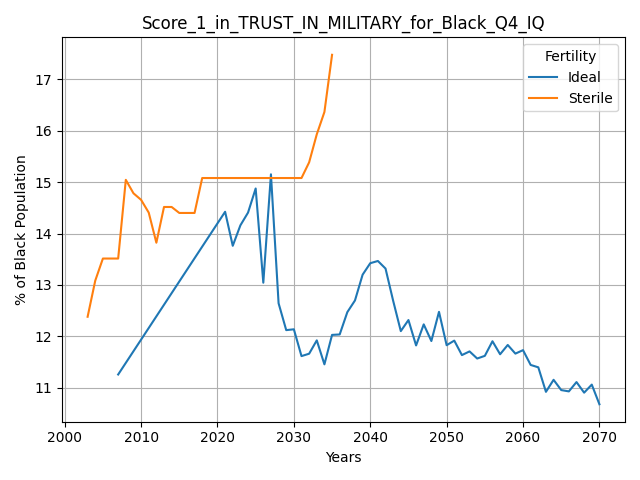 Score_1_in_TRUST_IN_MILITARY_for_Black_Q4_IQ
% of Black Population
17
16
15
14
13
12
11
Fertility
Ideal
Sterile
2000 2010 2020 2030 2040 2050 2060 2070
Years